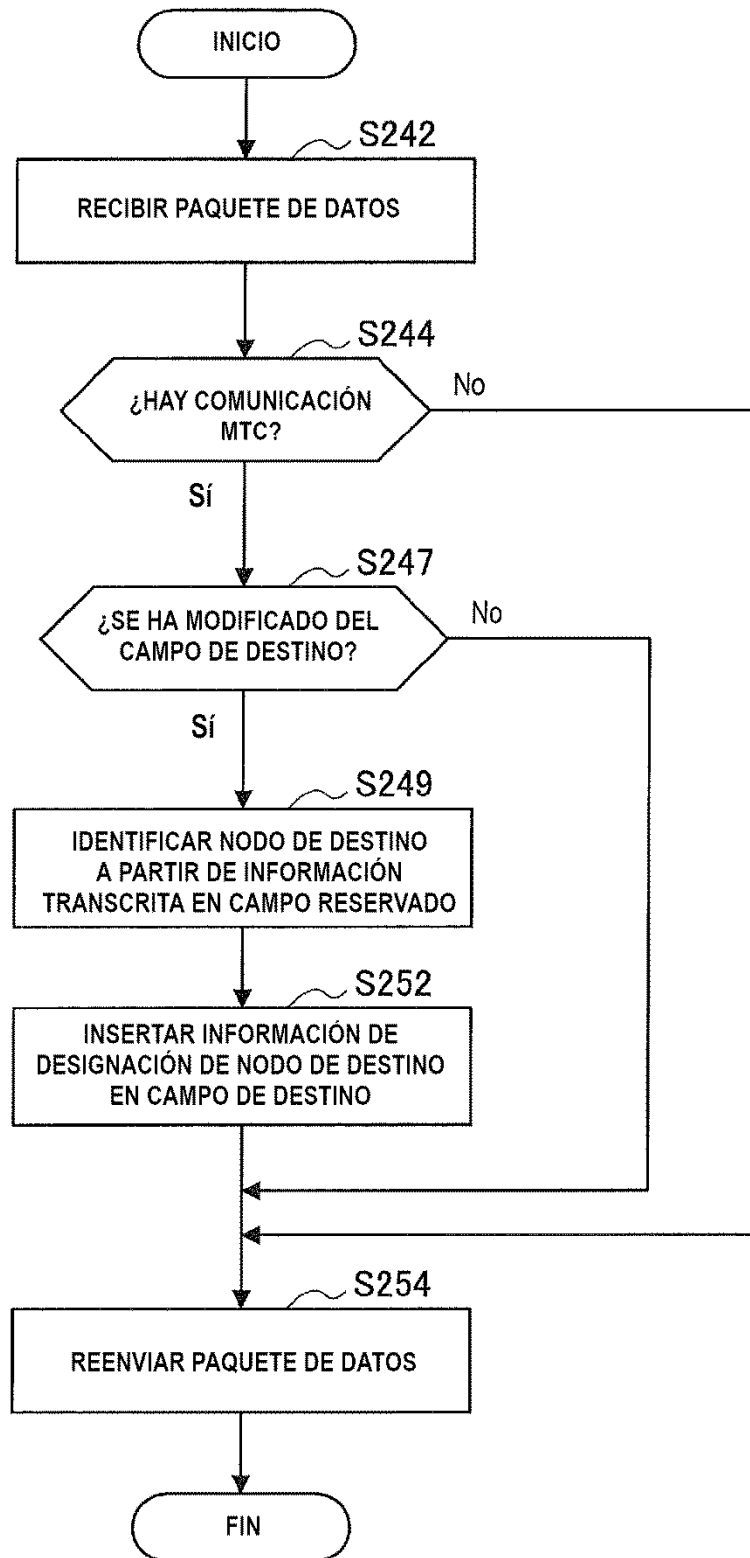 INICIO
S242
RECIBIR PAQUETE DE DATOS
S244
¿HAY COMUNICACIÓN
MTC?
No
Sí
S247
¿SE HA MODIFICADO DEL
CAMPO DE DESTINO?
No
Sí
S249
IDENTIFICAR NODO DE DESTINO
A PARTIR DE INFORMACIÓN
TRANSCRITA EN CAMPO RESERVADO
S252
INSERTAR INFORMACIÓN DE
DESIGNACIÓN DE NODO DE DESTINO
EN CAMPO DE DESTINO
S254
REENVIAR PAQUETE DE DATOS
FIN